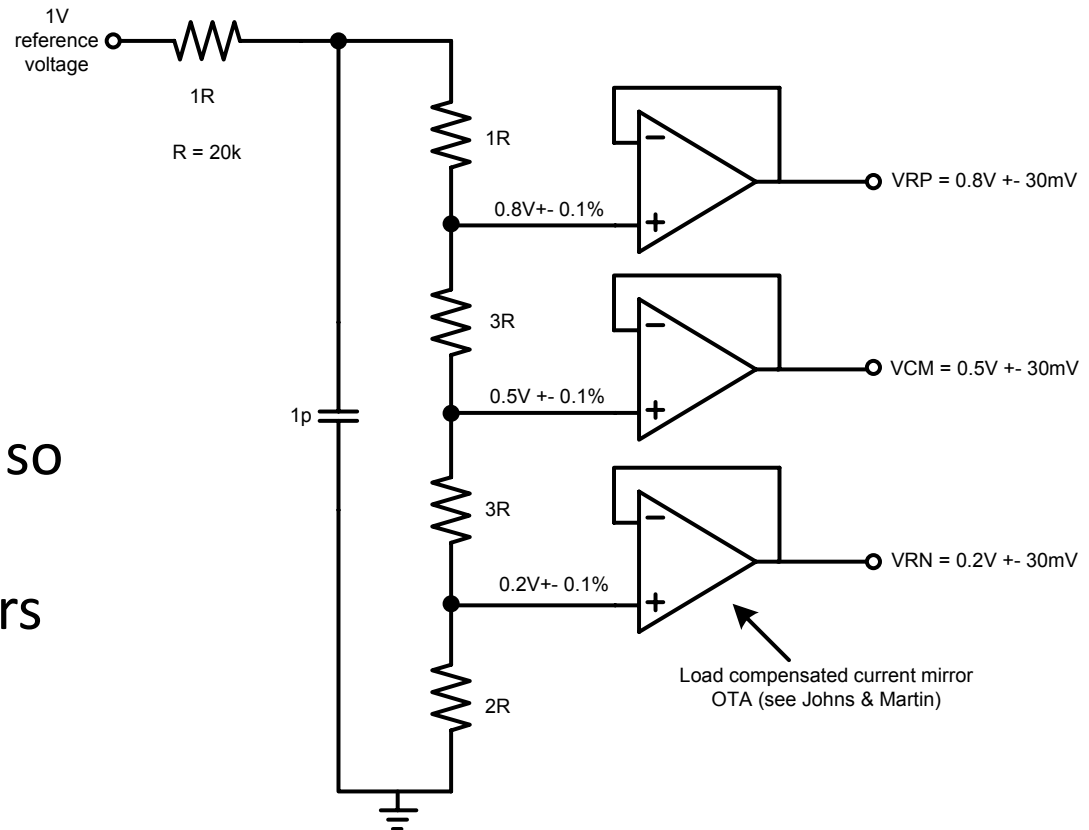 1V
reference
voltage
1R
R = 20k
1R
0.8V+- 0.1%
VRP = 0.8V +- 30mV
3R
0.5V +- 0.1%
VCM = 0.5V +- 30mV
1p
so
3R
0.2V+- 0.1%
VRN = 0.2V +- 30mV
rs
Load compensated current mirror
OTA (see Johns & Martin)
2R